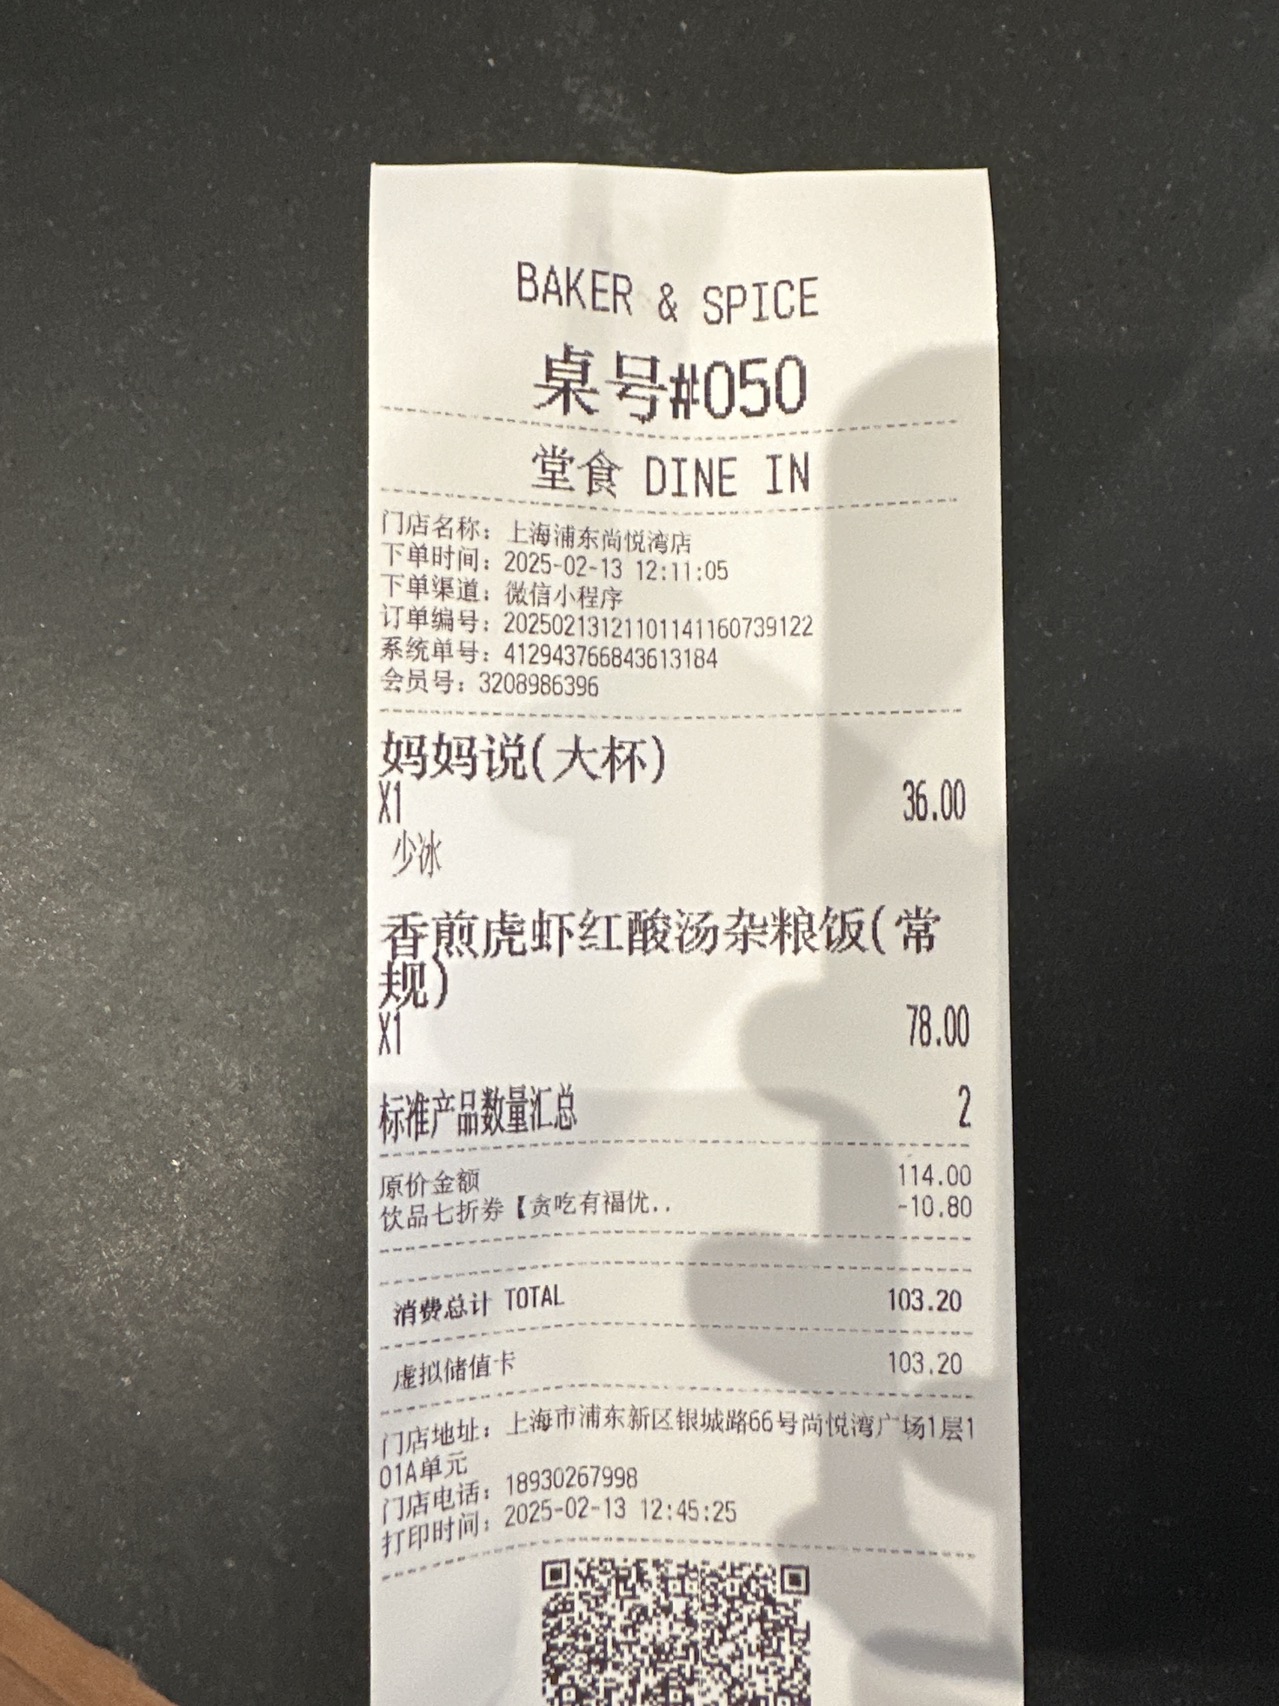 BAKER & SPICE
桌号#050
堂食 DINE IN
门店名称：上海浦东尚悦湾店
下单时间：2025-02-13 12:11:05
下单渠道：微信小程序
订单编号：20250213121101141160739122
系统单号：412943766843613184
会员号：3208986396
妈妈说(大杯)
X1 36.00
少冰
香煎虎虾红酸汤杂粮饭(常
规)
X1 78.00
标准产品数量汇总 2
原价金额 114.00
饮品七折券【贪吃有福优.. -10.80
消费总计 TOTAL 103.20
虚拟储值卡 103.20
门店地址：上海市浦东新区银城路66号尚悦湾广场1层1
01A单元
门店电话：18930267998
打印时间：2025-02-13 12:45:25